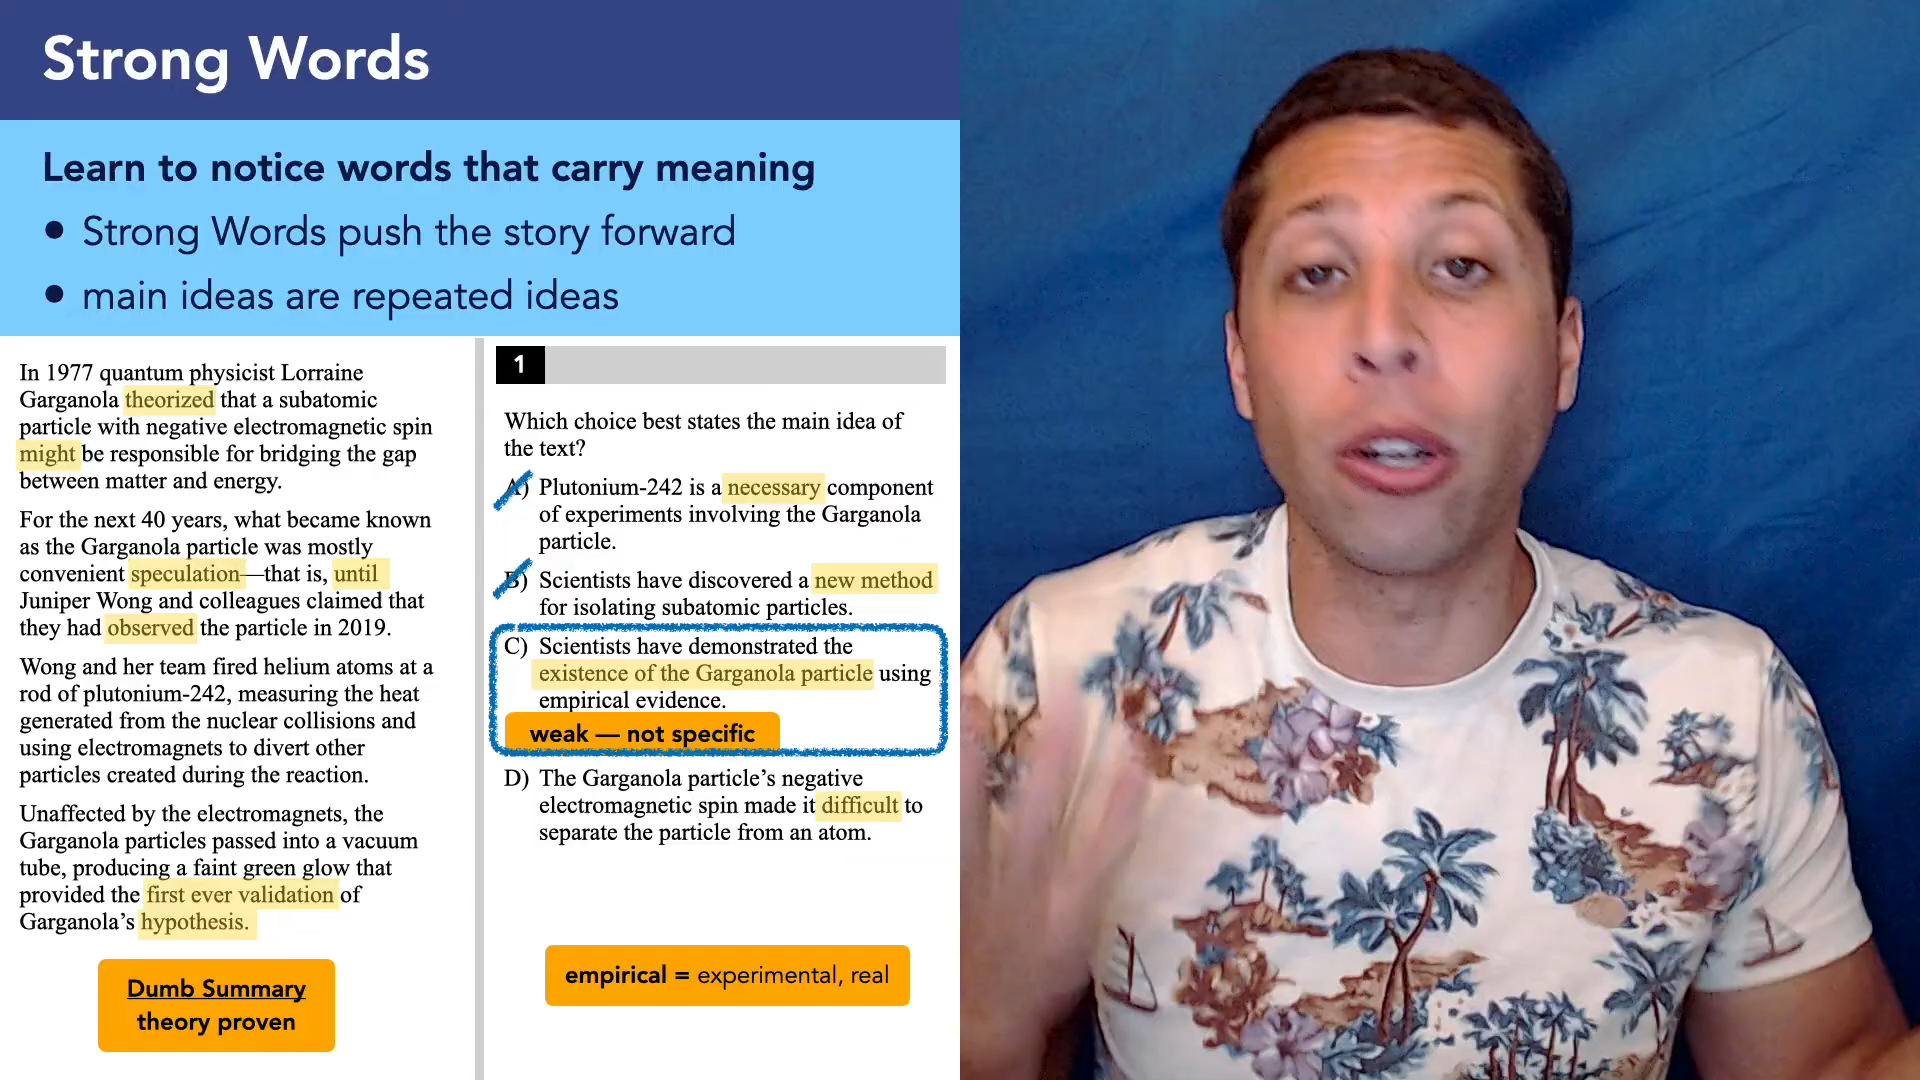 Strong Words
Learn to notice words that carry meaning
• Strong Words push the story forward
• main ideas are repeated ideas
In 1977 quantum physicist Lorraine
Garganola theorized that a subatomic
particle with negative electromagnetic spin
might be responsible for bridging the gap
between matter and energy.
For the next 40 years, what became known
as the Garganola particle was mostly
convenient speculation—that is, until
Juniper Wong and colleagues claimed that
they had observed the particle in 2019.
Wong and her team fired helium atoms at a
rod of plutonium-242, measuring the heat
generated from the nuclear collisions and
using electromagnets to divert other
particles created during the reaction.
Unaffected by the electromagnets, the
Garganola particles passed into a vacuum
tube, producing a faint green glow that
provided the first ever validation of
Garganola’s hypothesis.
Dumb Summary
theory proven
1
Which choice best states the main idea of
the text?
A) Plutonium-242 is a necessary component
of experiments involving the Garganola
particle.
B) Scientists have discovered a new method
for isolating subatomic particles.
C) Scientists have demonstrated the
existence of the Garganola particle using
empirical evidence.
weak — not specific
D) The Garganola particle’s negative
electromagnetic spin made it difficult to
separate the particle from an atom.
empirical = experimental, real